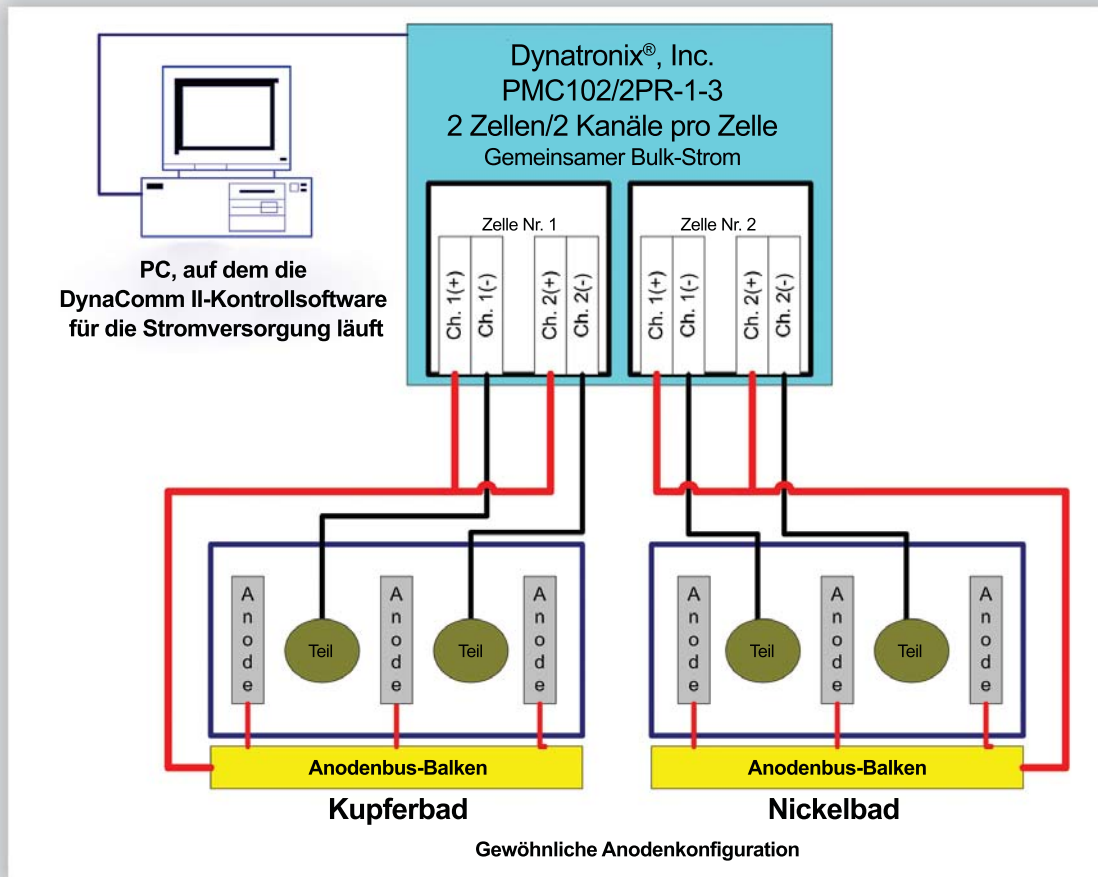 Dynatronix®, Inc.
PMC102/2PR-1-3
2 Zellen/2 Kanäle pro Zelle
Gemeinsamer Bulk-Strom
Zelle Nr. 1
Ch. 1(+)
Ch. 1(-)
Ch. 2(+)
Ch. 2(-)
Zelle Nr. 2
Ch. 1(+)
Ch. 1(-)
Ch. 2(+)
Ch. 2(-)
PC, auf dem die
DynaComm II-Kontrollsoftware
für die Stromversorgung läuft
Anode
Teil
Anode
Teil
Anode
Anodenbus-Balken
Kupferbad
Anode
Teil
Anode
Teil
Anode
Anodenbus-Balken
Nickelbad
Gewöhnliche Anodenkonfiguration